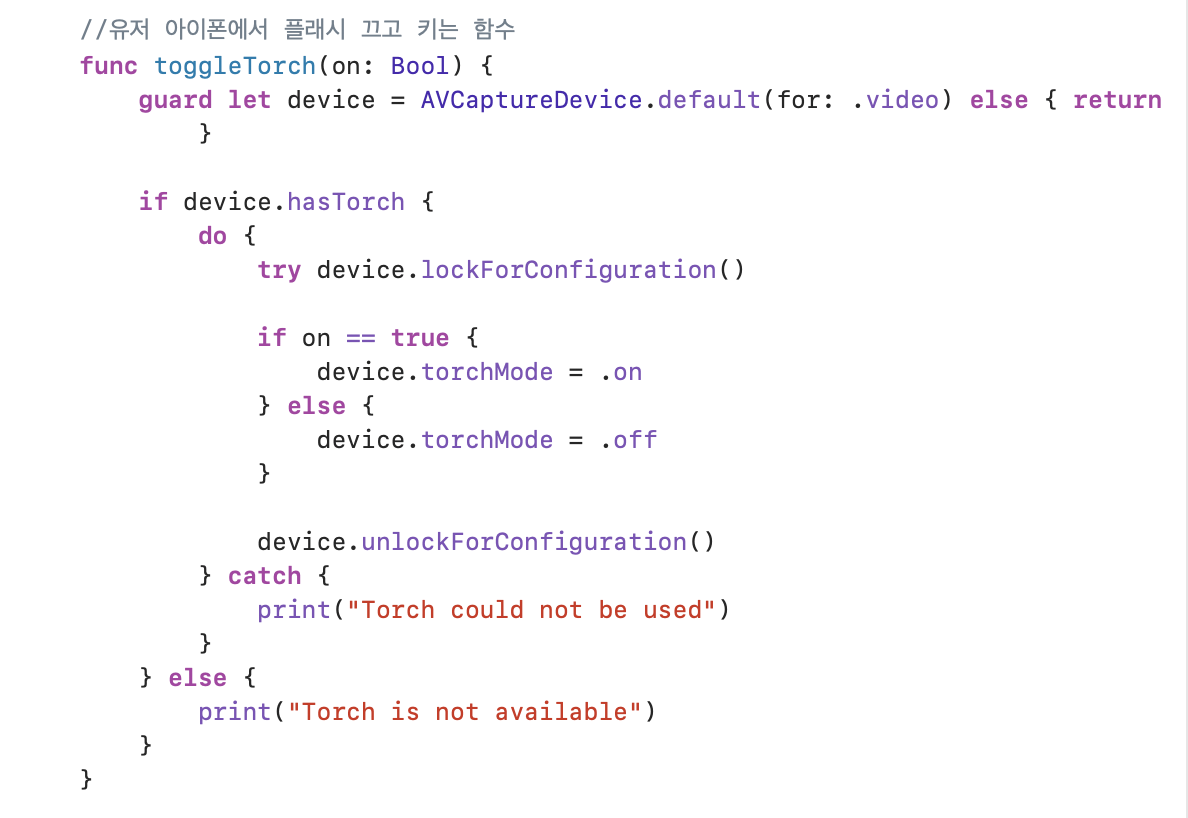 //유저 아이폰에서 플래시 끄고 키는 함수
func toggleTorch(on: Bool) {
    guard let device = AVCaptureDevice.default(for: .video) else { return
        }

    if device.hasTorch {
        do {
            try device.lockForConfiguration()

            if on == true {
                device.torchMode = .on
            } else {
                device.torchMode = .off
            }

            device.unlockForConfiguration()
        } catch {
            print("Torch could not be used")
        }
    } else {
        print("Torch is not available")
    }
}